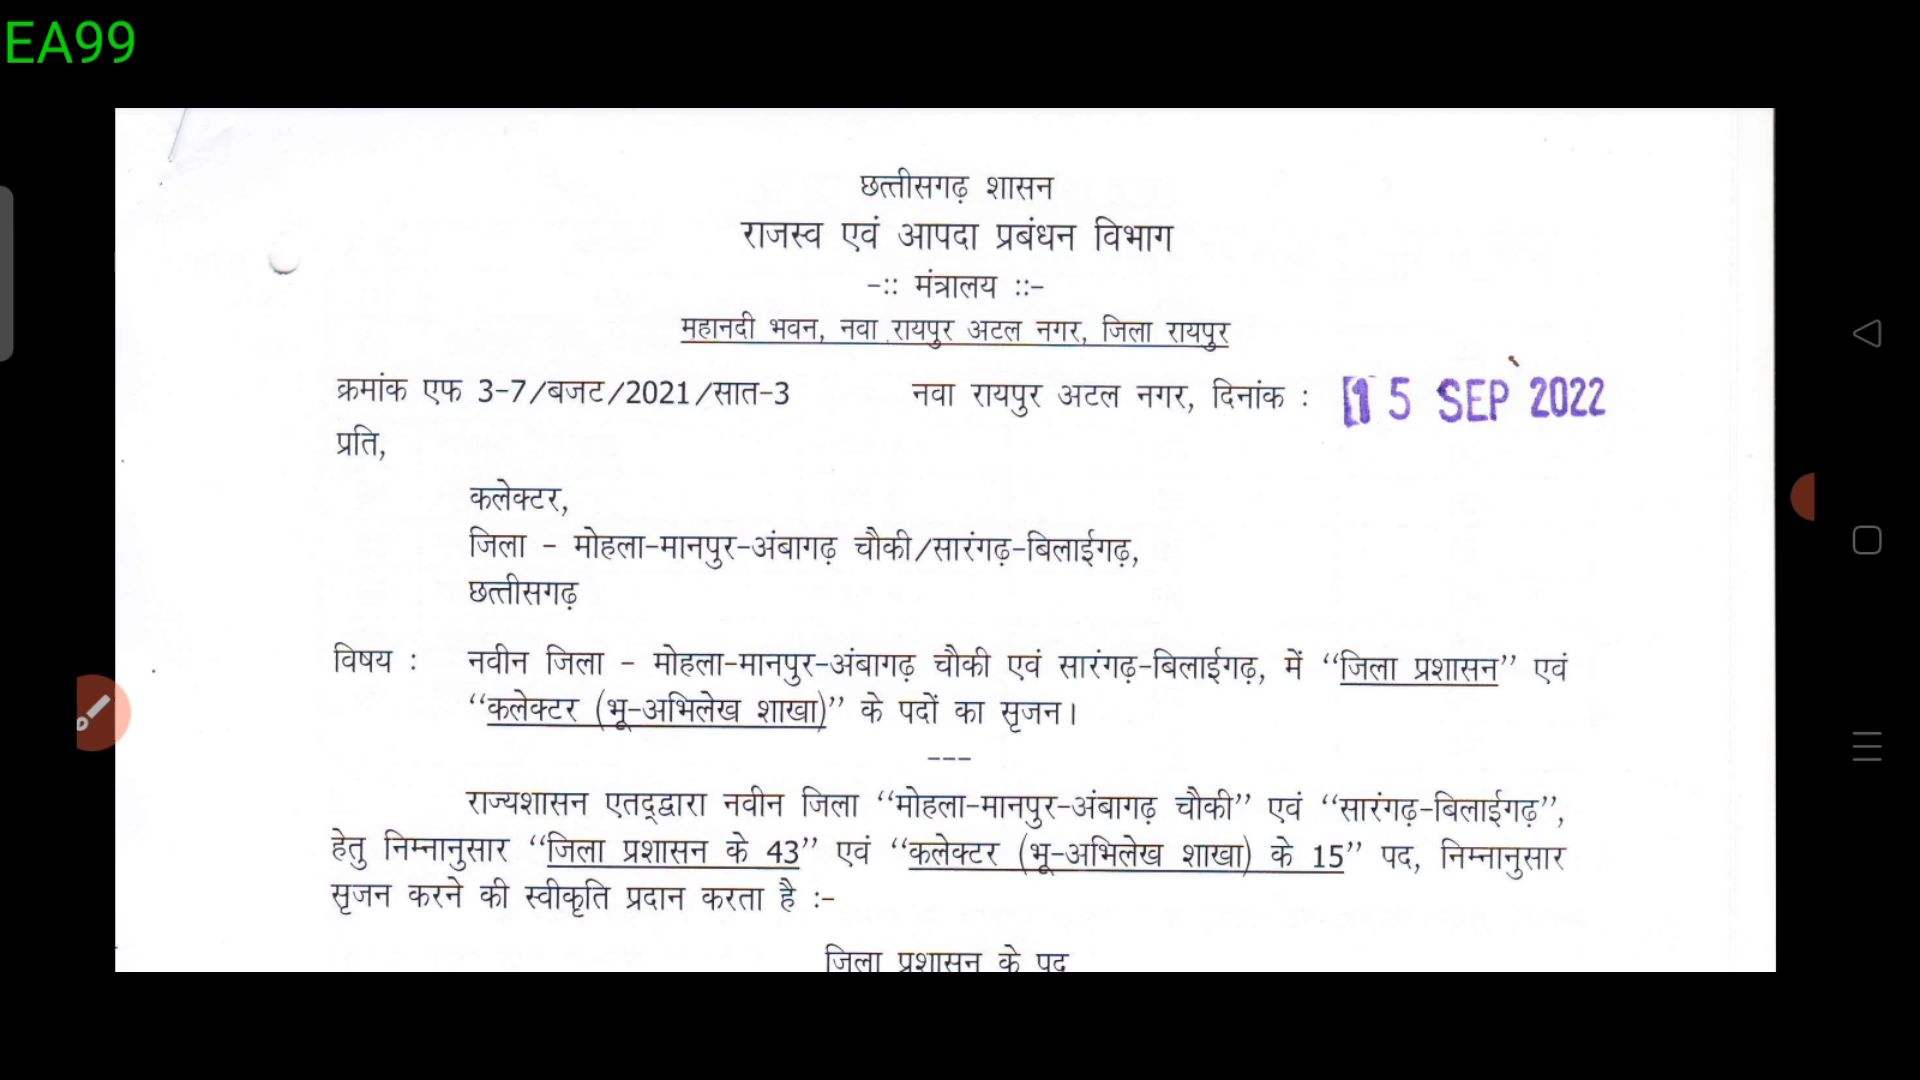 EA99
छत्तीसगढ़ शासन
राजस्व एवं आपदा प्रबंधन विभाग
-:: मंत्रालय ::-
महानदी भवन, नवा रायपुर अटल नगर, जिला रायपुर
क्रमांक एफ 3-7/बजट/2021/सात-3 नवा रायपुर अटल नगर, दिनांक : 15 SEP 2022
प्रति,
कलेक्टर,
जिला - मोहला-मानपुर-अंबागढ़ चौकी/सारंगढ़-बिलाईगढ़,
छत्तीसगढ़
विषय : नवीन जिला - मोहला-मानपुर-अंबागढ़ चौकी एवं सारंगढ़-बिलाईगढ़, में “जिला प्रशासन” एवं
“कलेक्टर (भू-अभिलेख शाखा)” के पदों का सृजन।
---
राज्यशासन एतद्द्वारा नवीन जिला “मोहला-मानपुर-अंबागढ़ चौकी” एवं “सारंगढ़-बिलाईगढ़”,
हेतु निम्नानुसार “जिला प्रशासन के 43” एवं “कलेक्टर (भू-अभिलेख शाखा) के 15” पद, निम्नानुसार
सृजन करने की स्वीकृति प्रदान करता है :-
जिला प्रशासन के पद